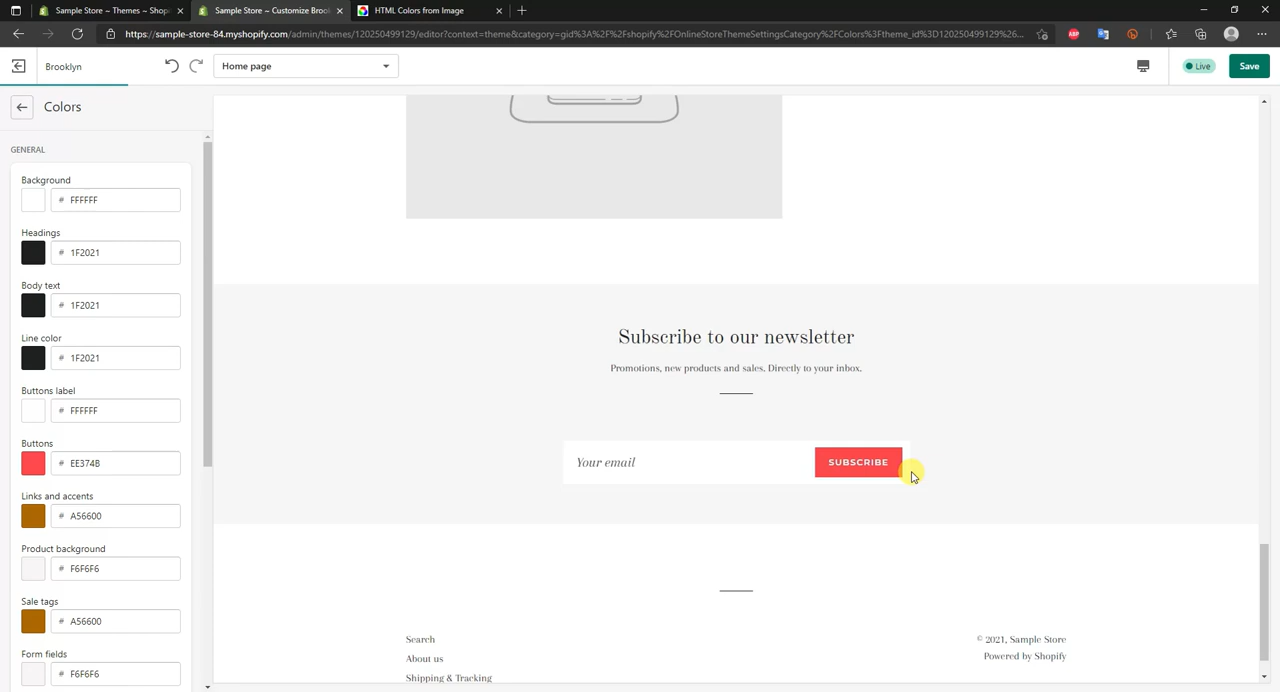 Sample Store ~ Themes ~ Shop
Sample Store ~ Customize Broo
HTML Colors from Image
https://sample-store-84.myshopify.com/admin/themes/120250499129/editor?context=theme&category=gid%3A%2F%2Fshopify%2FOnlineStoreThemeSettingsCategory%2FColors%3Ftheme_id%3D120250499129%26...
ABP
Brooklyn
Home page
Live
Save
Colors
GENERAL
Background
# FFFFFF
Headings
# 1F2021
Body text
# 1F2021
Line color
# 1F2021
Buttons label
# FFFFFF
Buttons
# EE374B
Links and accents
# A56600
Product background
# F6F6F6
Sale tags
# A56600
Form fields
# F6F6F6
Subscribe to our newsletter
Promotions, new products and sales. Directly to your inbox.
Your email
SUBSCRIBE
Search
© 2021, Sample Store
About us
Powered by Shopify
Shipping & Tracking